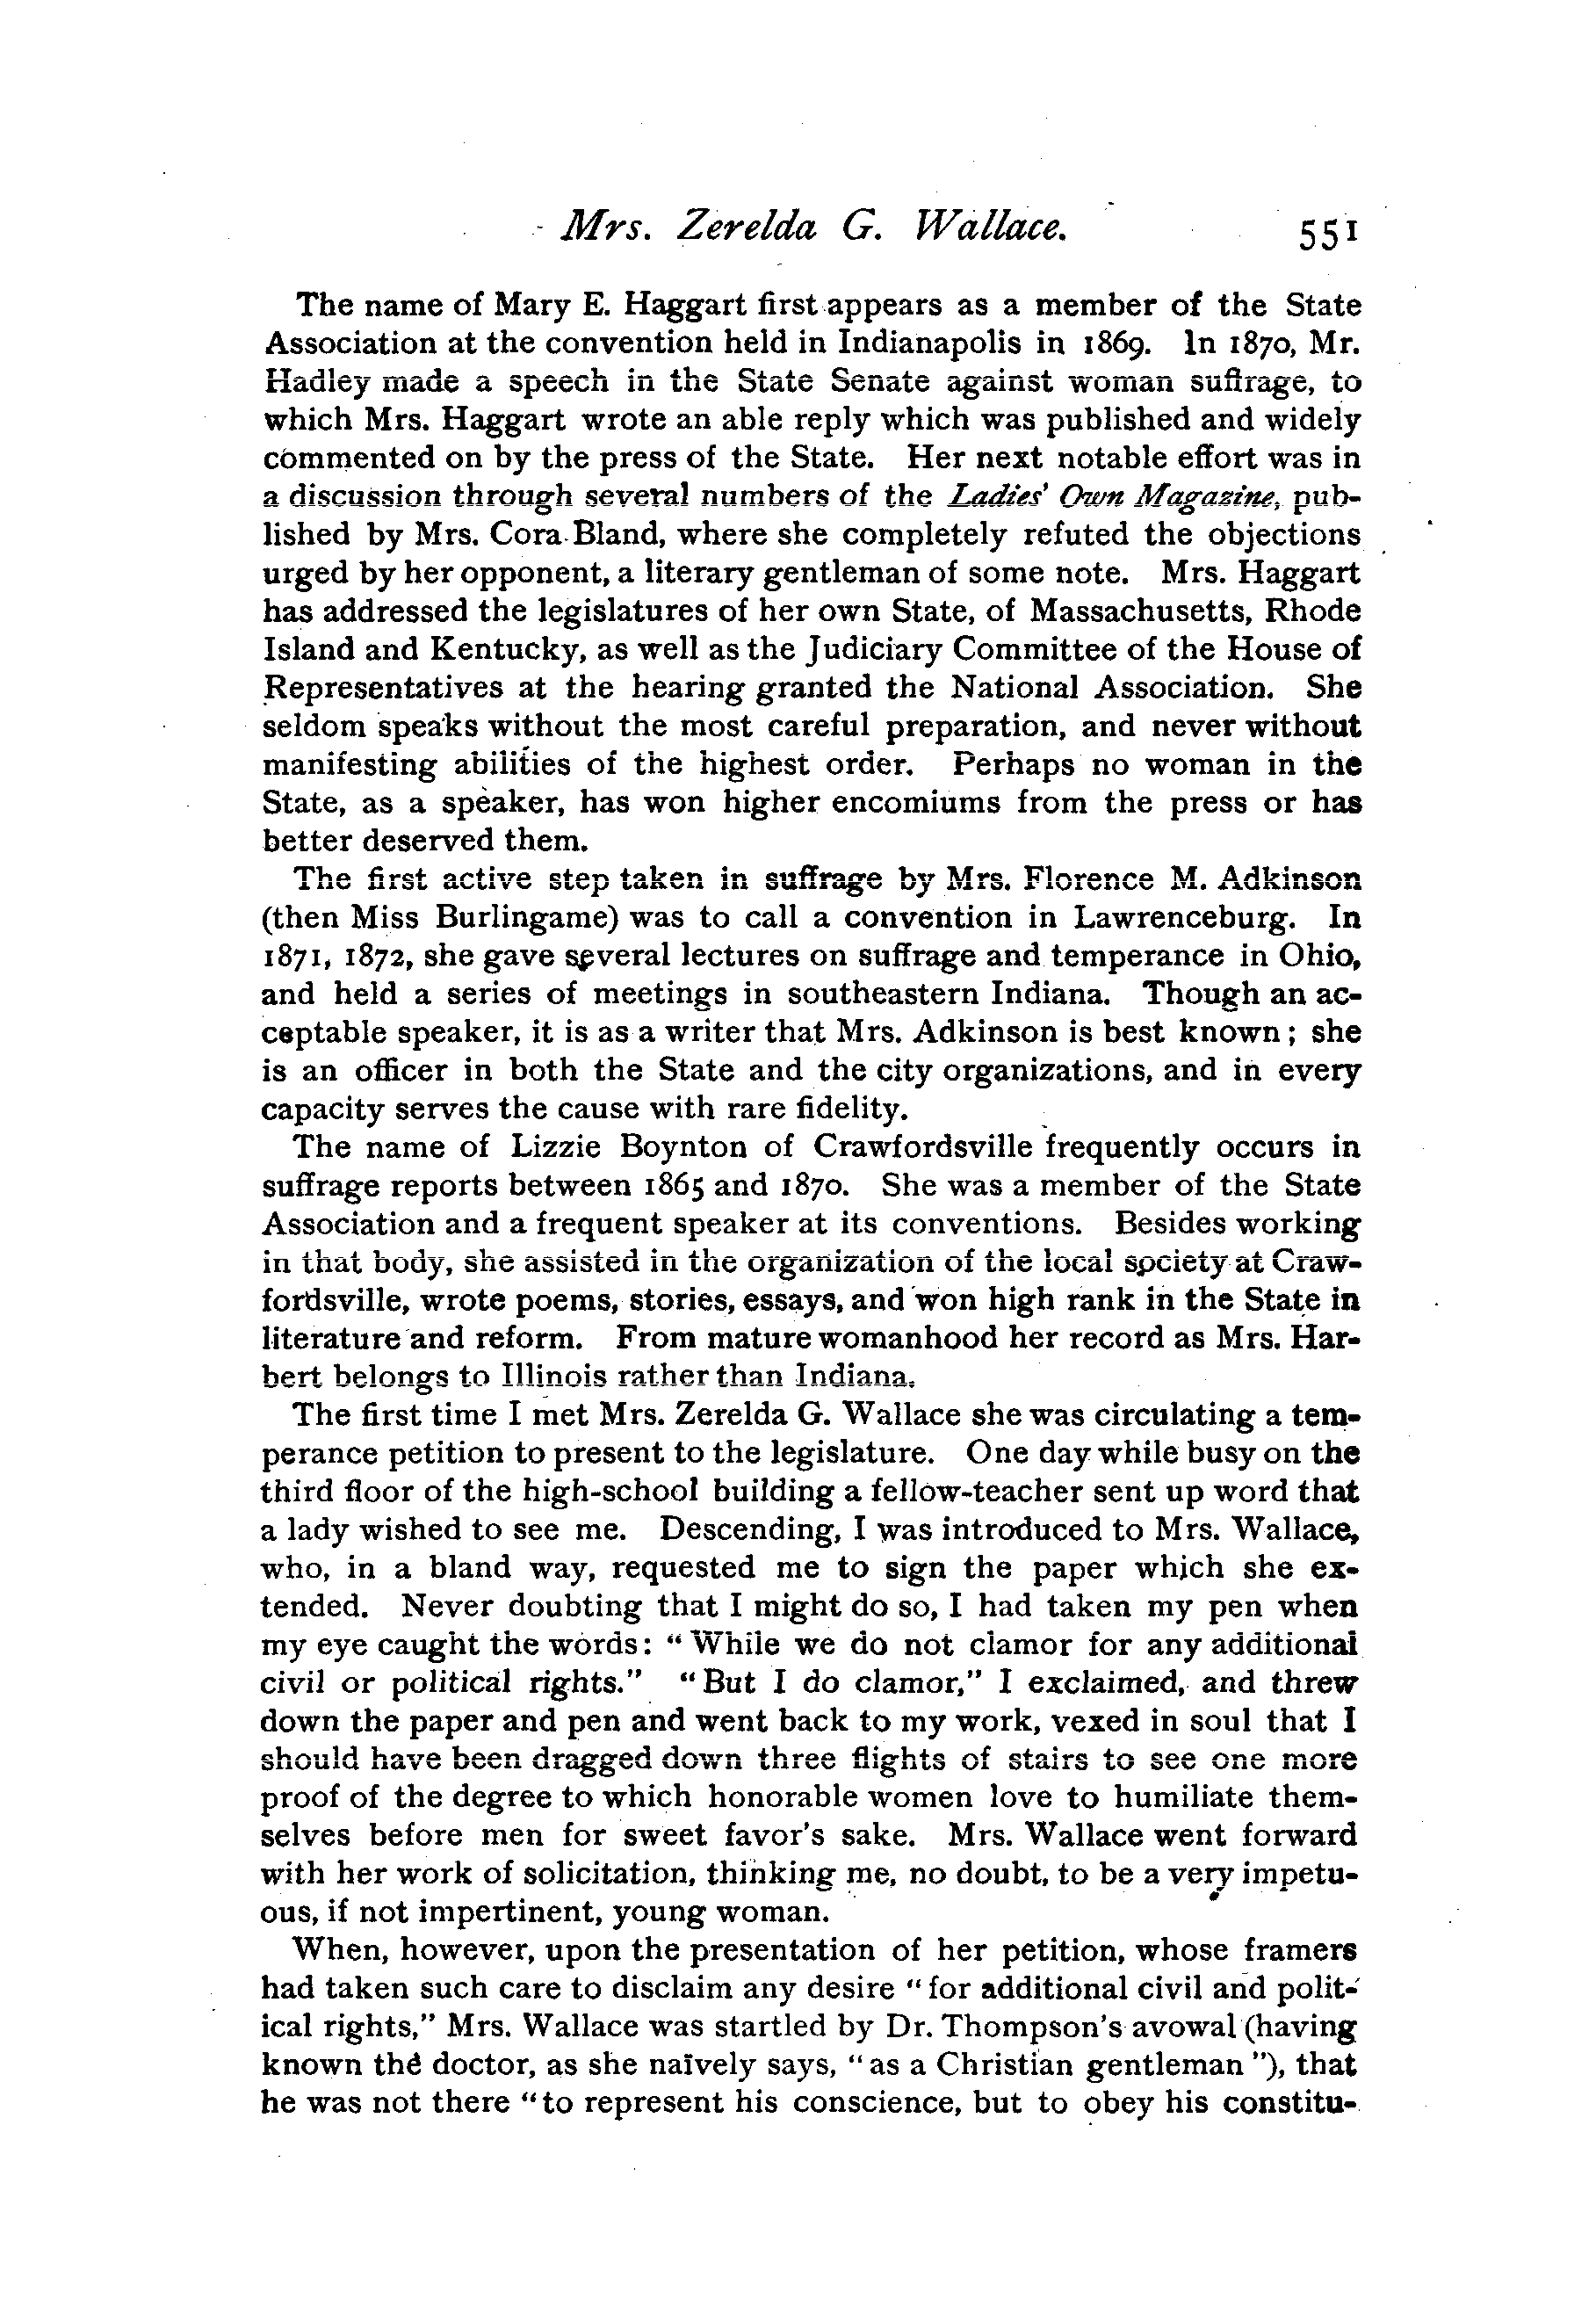 Mrs. Zerelda G. Wallace. 551
The name of Mary E. Haggart first appears as a member of the State
Association at the convention held in Indianapolis in 1869. In 1870, Mr.
Hadley made a speech in the State Senate against woman suffrage, to
which Mrs. Haggart wrote an able reply which was published and widely
commented on by the press of the State. Her next notable effort was in
a discussion through several numbers of the Ladies' Own Magazine, pub-
lished by Mrs. Cora Bland, where she completely refuted the objections
urged by her opponent, a literary gentleman of some note. Mrs. Haggart
has addressed the legislatures of her own State, of Massachusetts, Rhode
Island and Kentucky, as well as the Judiciary Committee of the House of
Representatives at the hearing granted the National Association. She
seldom speaks without the most careful preparation, and never without
manifesting abilities of the highest order. Perhaps no woman in the
State, as a speaker, has won higher encomiums from the press or has
better deserved them.
The first active step taken in suffrage by Mrs. Florence M. Adkinson
(then Miss Burlingame) was to call a convention in Lawrenceburg. In
1871, 1872, she gave several lectures on suffrage and temperance in Ohio,
and held a series of meetings in southeastern Indiana. Though an ac-
ceptable speaker, it is as a writer that Mrs. Adkinson is best known; she
is an officer in both the State and the city organizations, and in every
capacity serves the cause with rare fidelity.
The name of Lizzie Boynton of Crawfordsville frequently occurs in
suffrage reports between 1865 and 1870. She was a member of the State
Association and a frequent speaker at its conventions. Besides working
in that body, she assisted in the organization of the local society at Craw-
fordsville, wrote poems, stories, essays, and won high rank in the State in
literature and reform. From mature womanhood her record as Mrs. Har-
bert belongs to Illinois rather than Indiana.
The first time I met Mrs. Zerelda G. Wallace she was circulating a tem-
perance petition to present to the legislature. One day while busy on the
third floor of the high-school building a fellow-teacher sent up word that
a lady wished to see me. Descending, I was introduced to Mrs. Wallace,
who, in a bland way, requested me to sign the paper which she ex-
tended. Never doubting that I might do so, I had taken my pen when
my eye caught the words: "While we do not clamor for any additional
civil or political rights." "But I do clamor," I exclaimed, and threw
down the paper and pen and went back to my work, vexed in soul that I
should have been dragged down three flights of stairs to see one more
proof of the degree to which honorable women love to humiliate them-
selves before men for sweet favor's sake. Mrs. Wallace went forward
with her work of solicitation, thinking me, no doubt, to be a very impetu-
ous, if not impertinent, young woman.
When, however, upon the presentation of her petition, whose framers
had taken such care to disclaim any desire "for additional civil and polit-
ical rights," Mrs. Wallace was startled by Dr. Thompson's avowal (having
known the doctor, as she naïvely says, "as a Christian gentleman"), that
he was not there "to represent his conscience, but to obey his constitu-